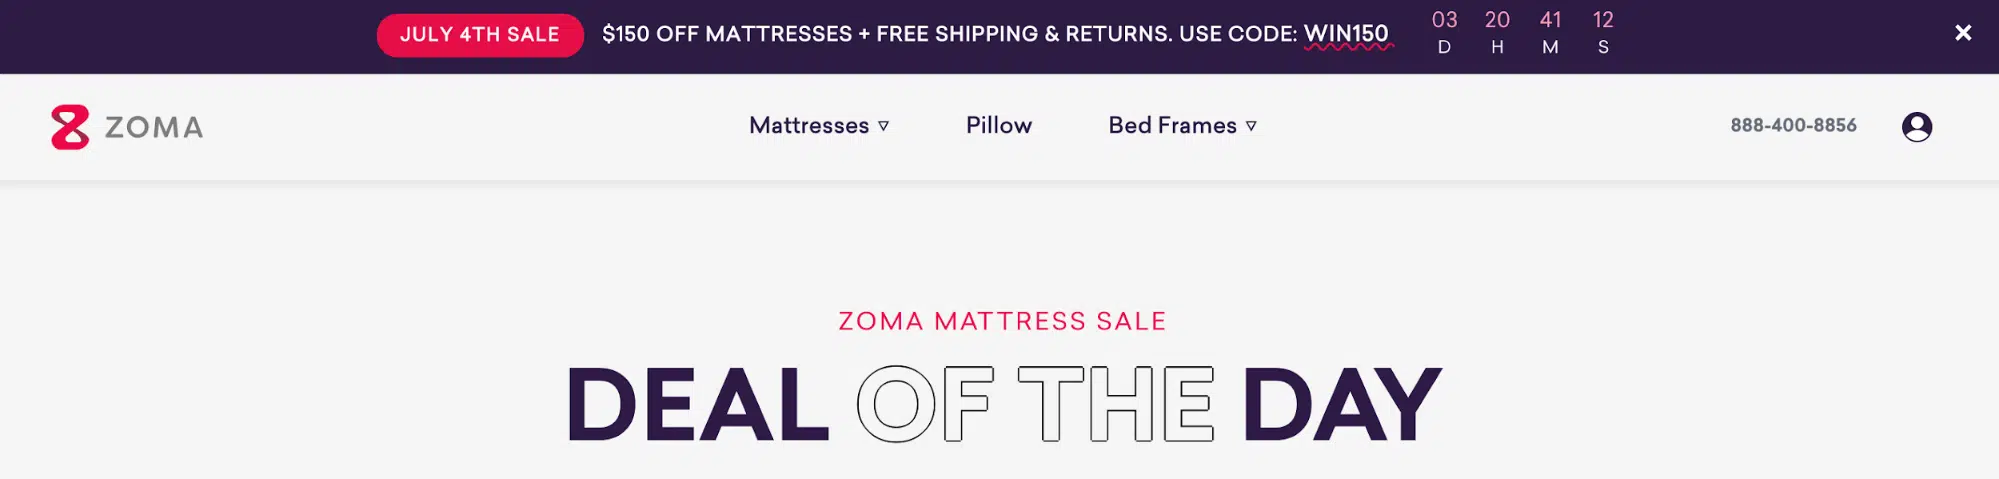 JULY 4TH SALE $150 OFF MATTRESSES + FREE SHIPPING & RETURNS. USE CODE: WIN150 03 20 41 12
D H M S
ZOMA Mattresses Pillow Bed Frames 888-400-8856
ZOMA MATTRESS SALE
DEAL OF THE DAY